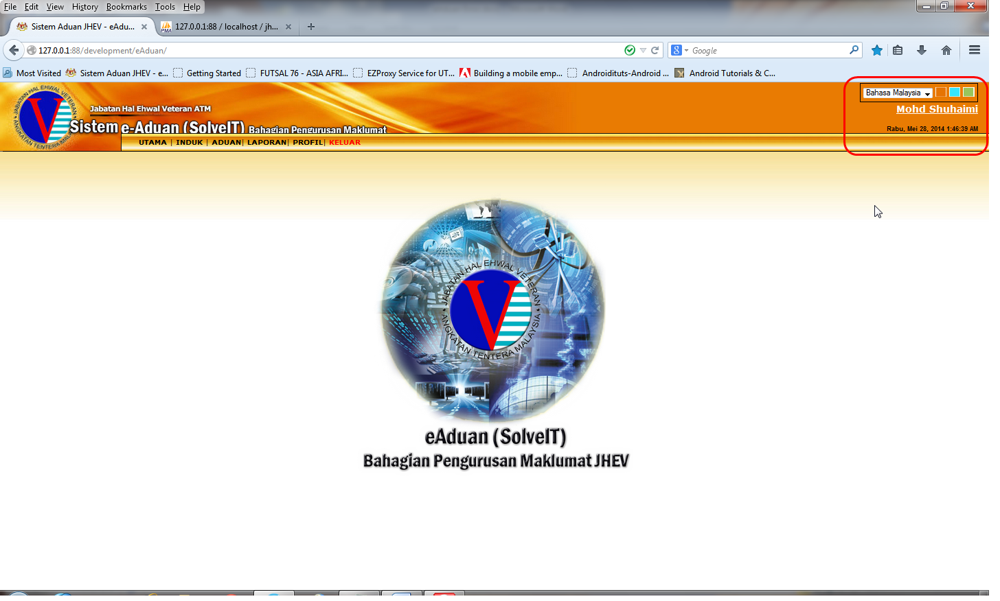 File Edit View History Bookmarks Tools Help
Sistem Aduan JHEV - eAdu... × 127.0.0.1:88 / localhost / jh... × +
127.0.0.1:88/development/eAduan/ Google
Most Visited Sistem Aduan JHEV - e... Getting Started FUTSAL 76 - ASIA AFRI... EZProxy Service for UT... Building a mobile emp... Androidituts-Android ... Android Tutorials & C...
Bahasa Malaysia
JABATAN HAL EHWAL VETERAN
ANGKATAN TENTERA MALAYSIA
Jabatan Hal Ehwal Veteran ATM
Mohd Shuhaimi
Sistem e-Aduan (SolveIT) Bahagian Pengurusan Maklumat
Rabu, Mei 28, 2014 1:46:39 AM
UTAMA | INDUK | ADUAN| LAPORAN| PROFIL| KELUAR
JABATAN HAL EHWAL VETERAN
V
ANGKATAN TENTERA MALAYSIA
eAduan (SolveIT)
Bahagian Pengurusan Maklumat JHEV